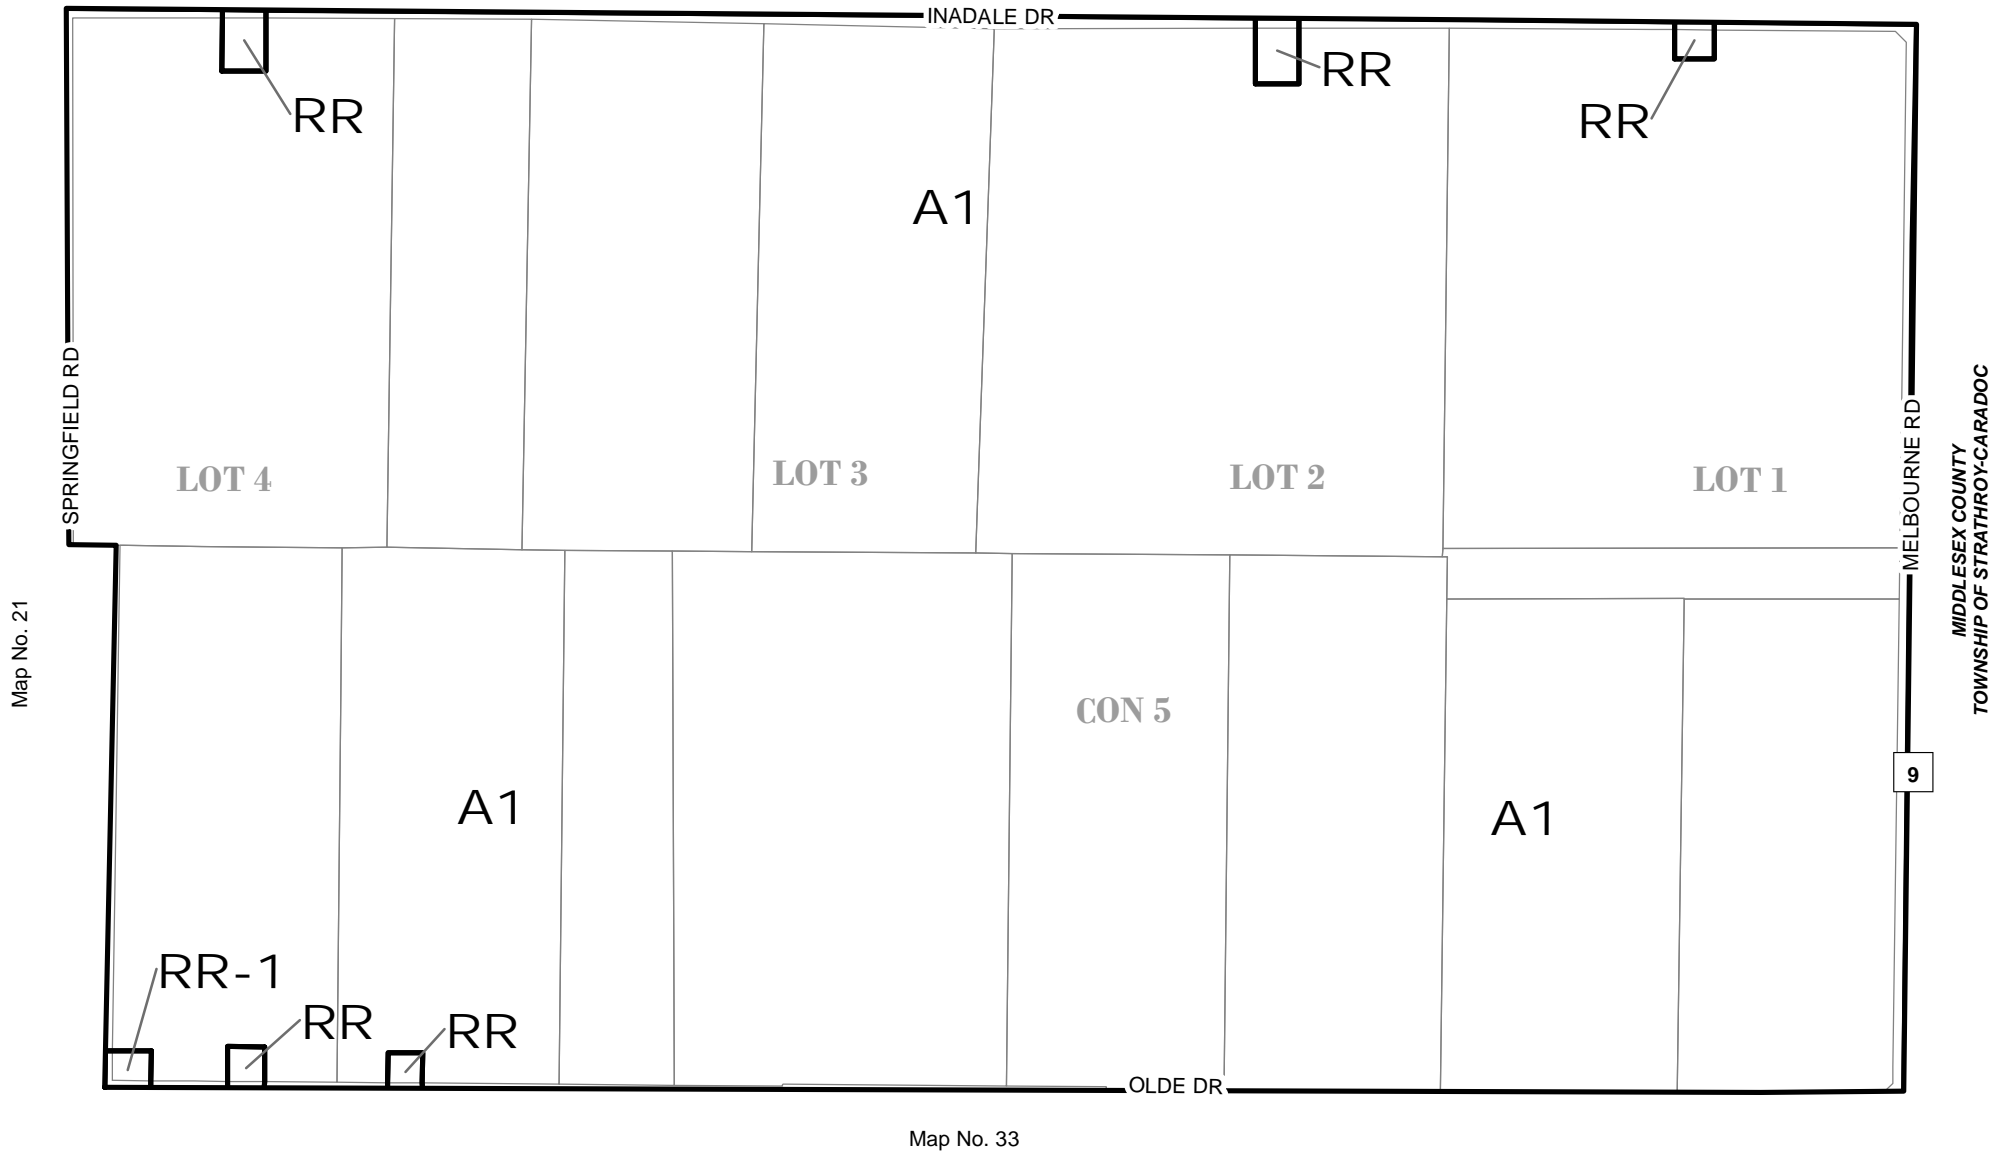 INADALE DR
RR
RR
RR
A1
SPRINGFIELD RD
LOT 4
LOT 3
LOT 2
LOT 1
MELBOURNE RD
MIDDLESEX COUNTY
TOWNSHIP OF STRATHROY-CARADOC
Map No. 21
CON 5
9
A1
A1
RR-1
RR
RR
OLDE DR
Map No. 33